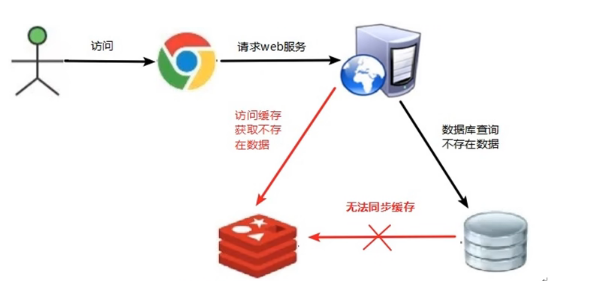 访问
请求web服务
访问缓存
获取不存
在数据
数据库查询
不存在数据
无法同步缓存